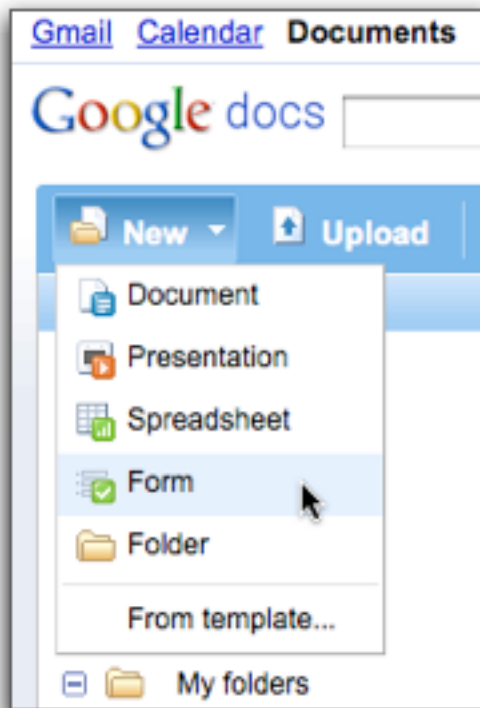 Gmail Calendar Documents
Google docs
New Upload
Document
Presentation
Spreadsheet
Form
Folder
From template...
My folders